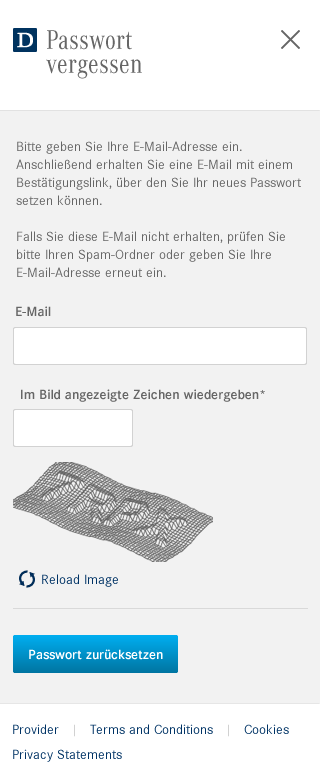 D Passwort
vergessen
Bitte geben Sie Ihre E-Mail-Adresse ein.
Anschließend erhalten Sie eine E-Mail mit einem
Bestätigungslink, über den Sie Ihr neues Passwort
setzen können.
Falls Sie diese E-Mail nicht erhalten, prüfen Sie
bitte Ihren Spam-Ordner oder geben Sie Ihre
E-Mail-Adresse erneut ein.
E-Mail
Im Bild angezeigte Zeichen wiedergeben*
Reload Image
Passwort zurücksetzen
Provider | Terms and Conditions | Cookies
Privacy Statements